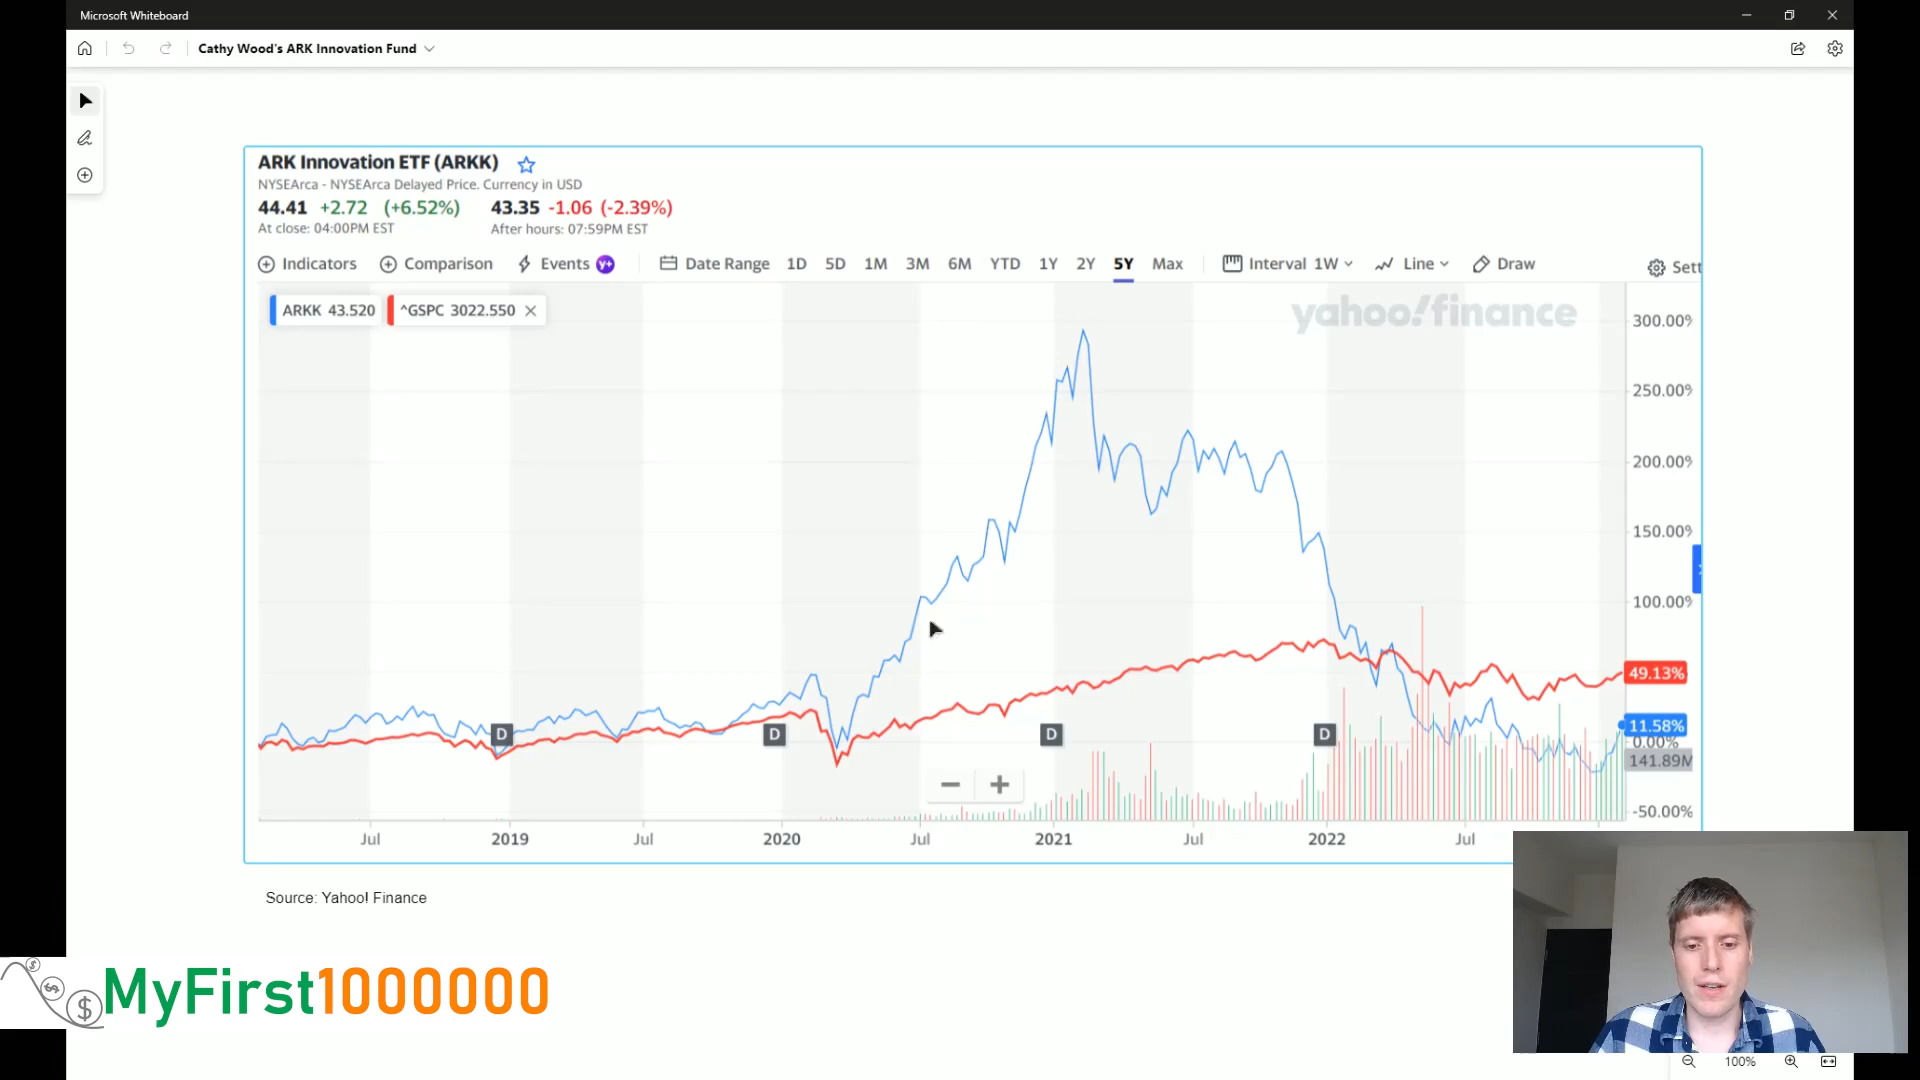 Microsoft Whiteboard
Cathy Wood's ARK Innovation Fund
ARK Innovation ETF (ARKK)
NYSEArca - NYSEArca Delayed Price. Currency in USD
44.41 +2.72 (+6.52%) 43.35 -1.06 (-2.39%)
At close: 04:00PM EST After hours: 07:59PM EST
Indicators Comparison Events Y+ Date Range 1D 5D 1M 3M 6M YTD 1Y 2Y 5Y Max Interval 1W Line Draw Sett
ARKK 43.520 ^GSPC 3022.550
yahoo!finance
300.00%
250.00%
200.00%
150.00%
100.00%
49.13%
11.58%
0.00%
141.89M
-50.00%
D D D D
Jul 2019 Jul 2020 Jul 2021 Jul 2022 Jul
Source: Yahoo! Finance
$ $ $
MyFirst1000000
100%